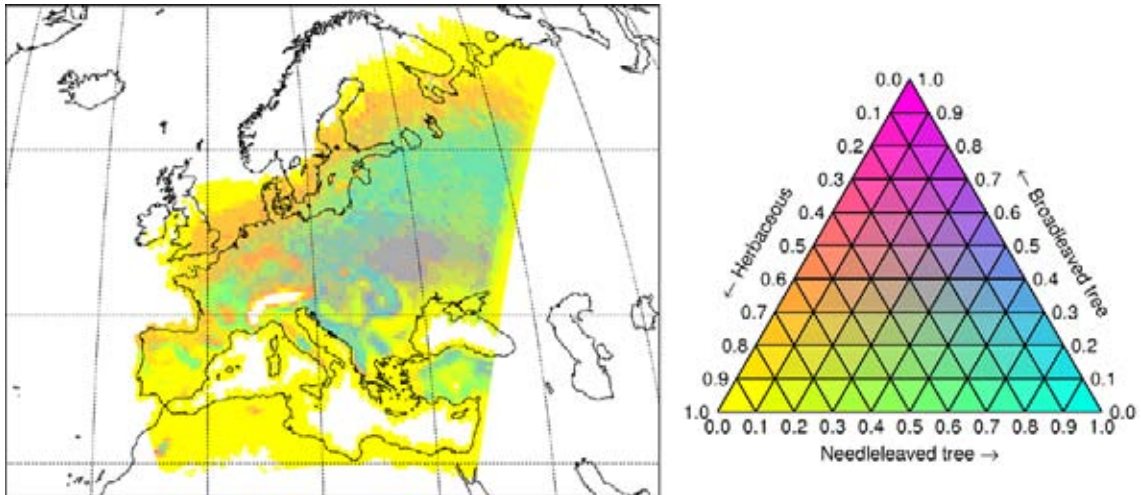 0.0 1.0
0.1 0.9
0.2 0.8
0.3 0.7
0.4 0.6
0.5 0.5
0.6 0.4
0.7 0.3
0.8 0.2
0.9 0.1
1.0 0.0
← Herbaceous
← Broadleaved tree
0.0 0.1 0.2 0.3 0.4 0.5 0.6 0.7 0.8 0.9 1.0
Needleleaved tree →